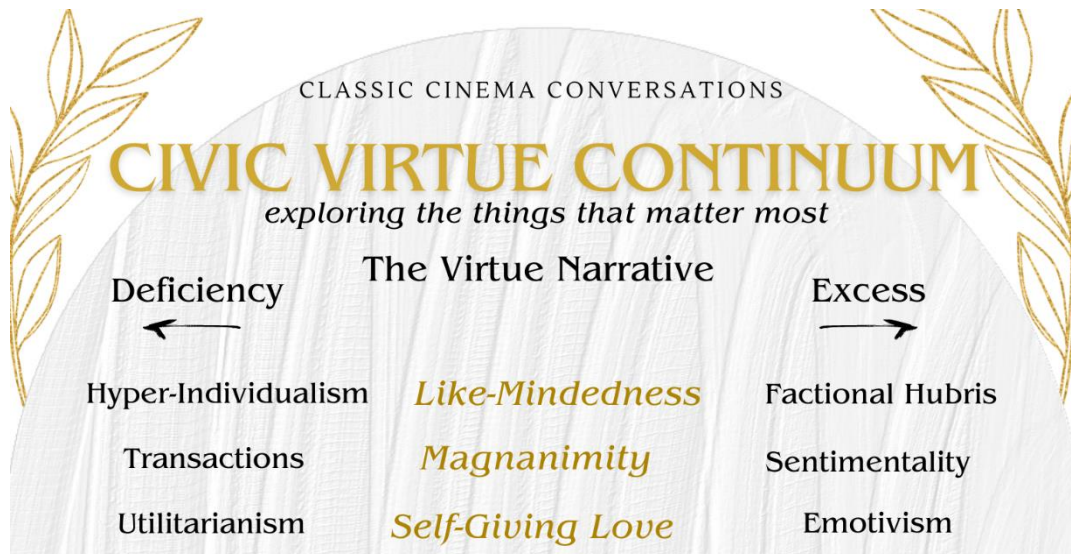 CLASSIC CINEMA CONVERSATIONS
CIVIC VIRTUE CONTINUUM
exploring the things that matter most
The Virtue Narrative
Deficiency Excess
Hyper-Individualism Like-Mindedness Factional Hubris
Transactions Magnanimity Sentimentality
Utilitarianism Self-Giving Love Emotivism